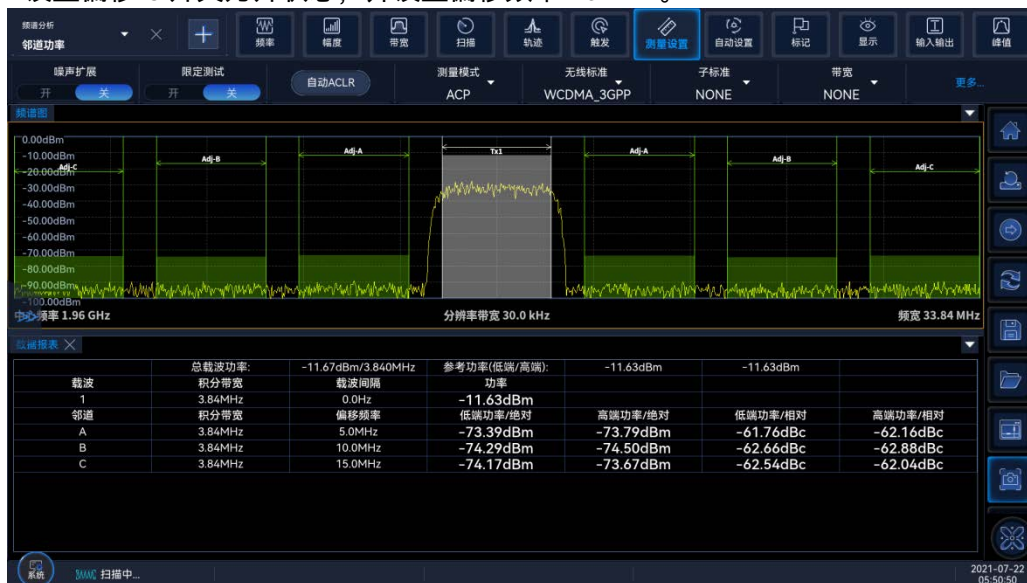 频谱分析
邻道功率
频率
幅度
带宽
扫描
轨迹
触发
测量设置
自动设置
标记
显示
输入输出
峰值
噪声扩展
开 关
限定测试
开 关
自动ACLR
测量模式
ACP
无线标准
WCDMA_3GPP
子标准
NONE
带宽
NONE
更多...
频谱图
0.00dBm
-10.00dBm
-20.00dBm
-30.00dBm
-40.00dBm
-50.00dBm
-60.00dBm
-70.00dBm
-80.00dBm
-90.00dBm
-100.00dBm
Adj-C
Adj-B
Adj-A
Tx1
Adj-A
Adj-B
Adj-C
中心频率 1.96 GHz 分辨率带宽 30.0 kHz 频宽 33.84 MHz
数据报表
总载波功率: -11.67dBm/3.840MHz 参考功率(低端/高端): -11.63dBm -11.63dBm
载波 积分带宽 载波间隔 功率
1 3.84MHz 0.0Hz -11.63dBm
邻道 积分带宽 偏移频率 低端功率/绝对 高端功率/绝对 低端功率/相对 高端功率/相对
A 3.84MHz 5.0MHz -73.39dBm -73.79dBm -61.76dBc -62.16dBc
B 3.84MHz 10.0MHz -74.29dBm -74.50dBm -62.66dBc -62.88dBc
C 3.84MHz 15.0MHz -74.17dBm -73.67dBm -62.54dBc -62.04dBc
系统
扫描中...
2021-07-22
05:50:50